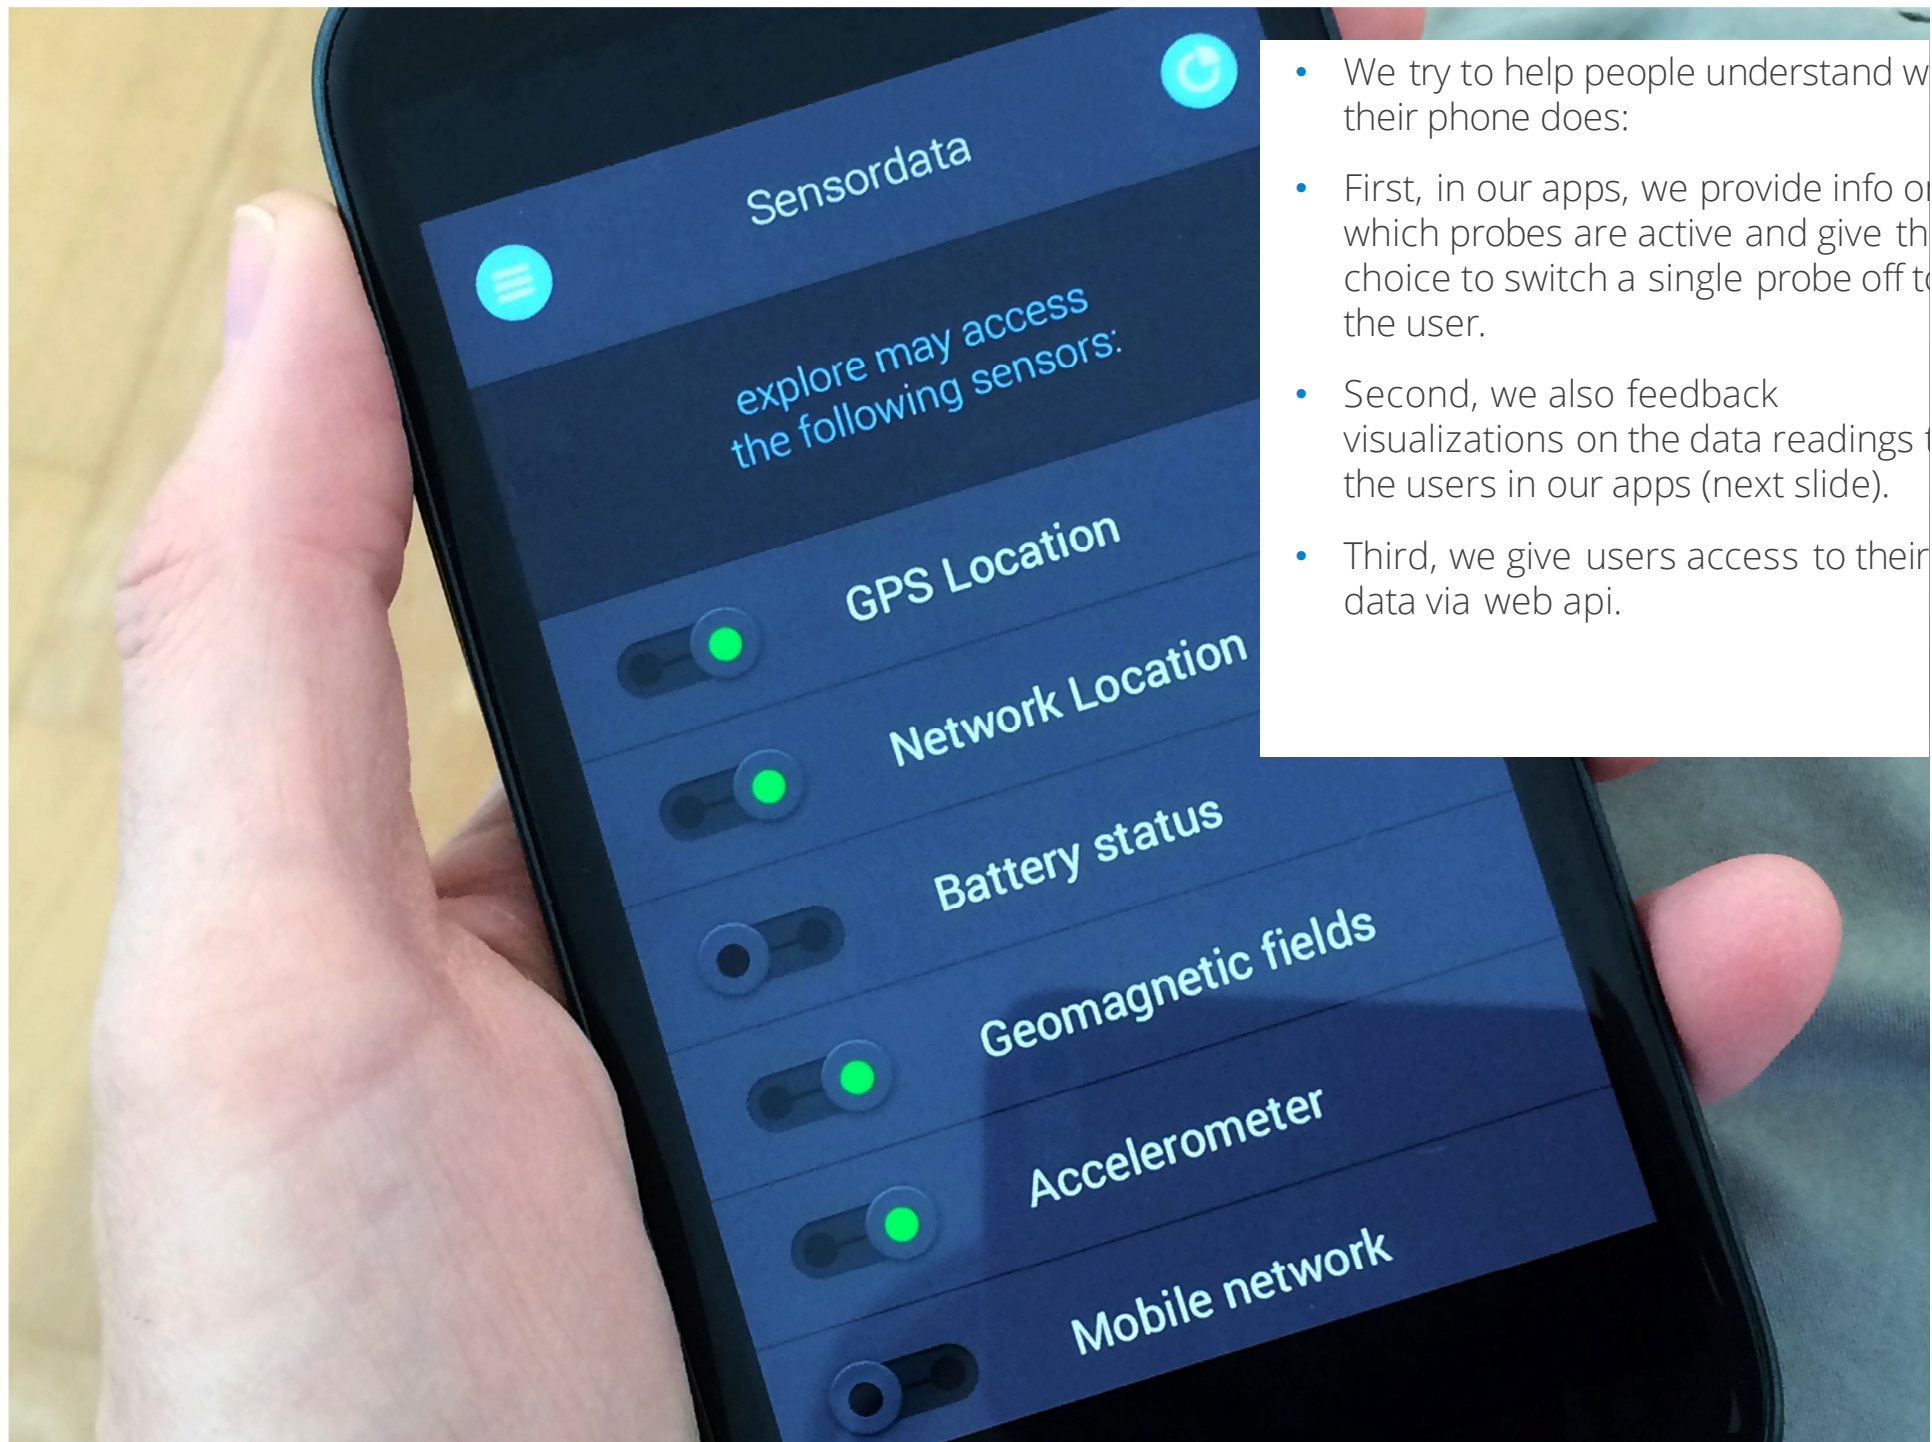 Sensordata
explore may access
the following sensors:
GPS Location
Network Location
Battery status
Geomagnetic fields
Accelerometer
Mobile network
• We try to help people understand
their phone does:
• First, in our apps, we provide info
which probes are active and give
choice to switch a single probe off
the user.
• Second, we also feedback
visualizations on the data readings
the users in our apps (next slide).
• Third, we give users access to their
data via web api.